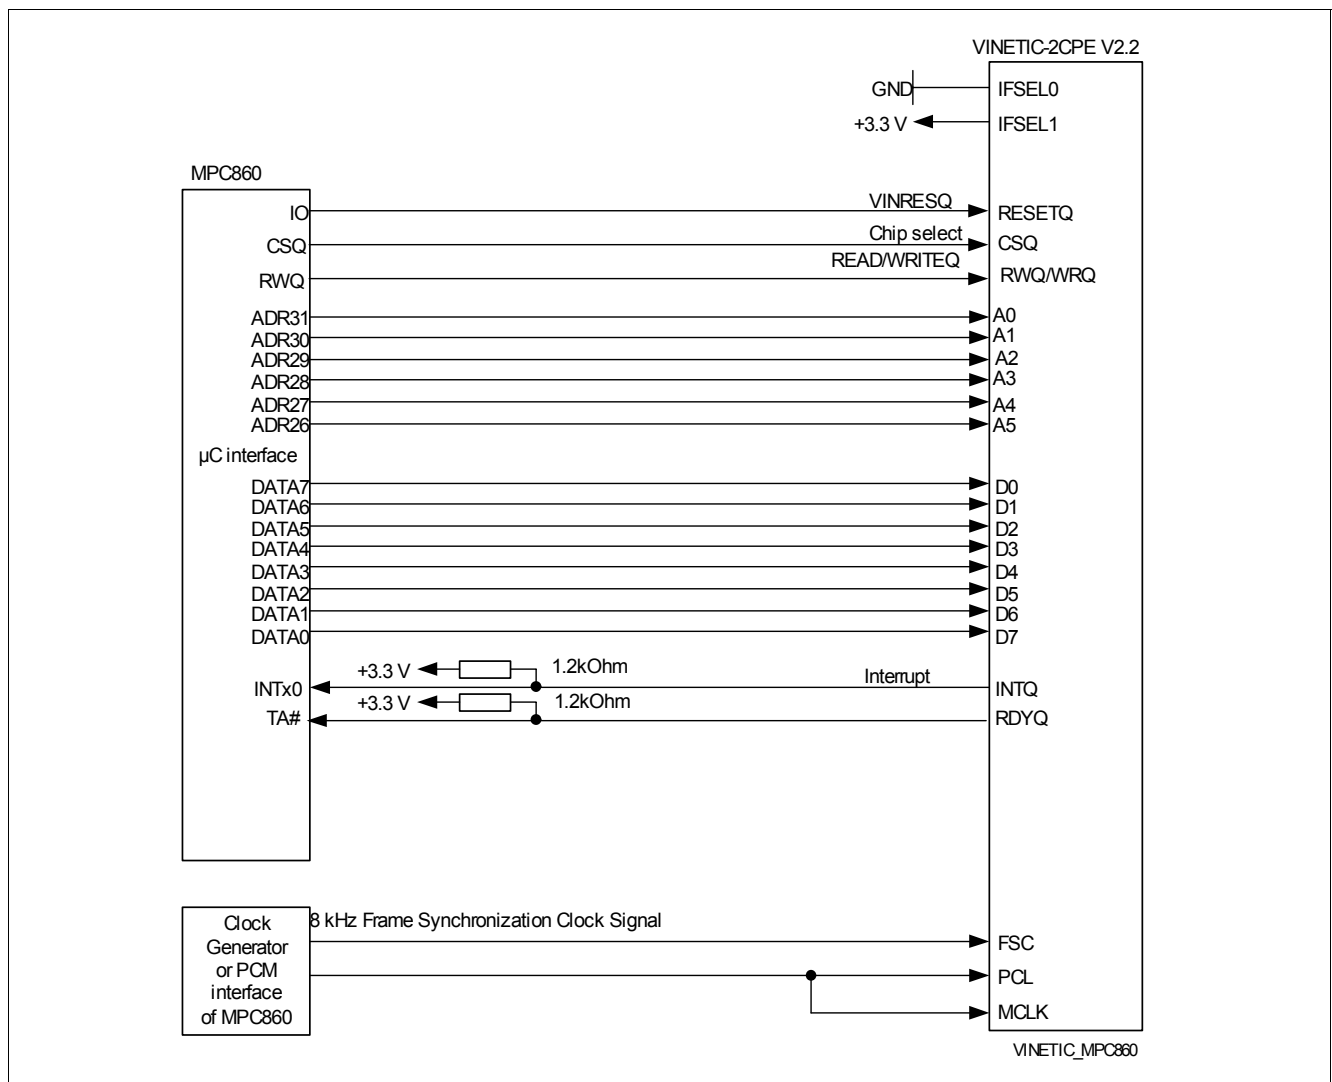 VINETIC-2CPE V2.2
GND
IFSEL0
+3.3 V
IFSEL1
MPC860
IO
VINRESQ
RESETQ
CSQ
Chip select
CSQ
RWQ
READ/WRITEQ
RWQ/WRQ
ADR31
A0
ADR30
A1
ADR29
A2
ADR28
A3
ADR27
A4
ADR26
A5
µC interface
DATA7
D0
DATA6
D1
DATA5
D2
DATA4
D3
DATA3
D4
DATA2
D5
DATA1
D6
DATA0
D7
+3.3 V
1.2kOhm
INTx0
Interrupt
INTQ
+3.3 V
1.2kOhm
TA#
RDYQ
Clock
Generator
or PCM
interface
of MPC860
8 kHz Frame Synchronization Clock Signal
FSC
PCL
MCLK
VINETIC_MPC860